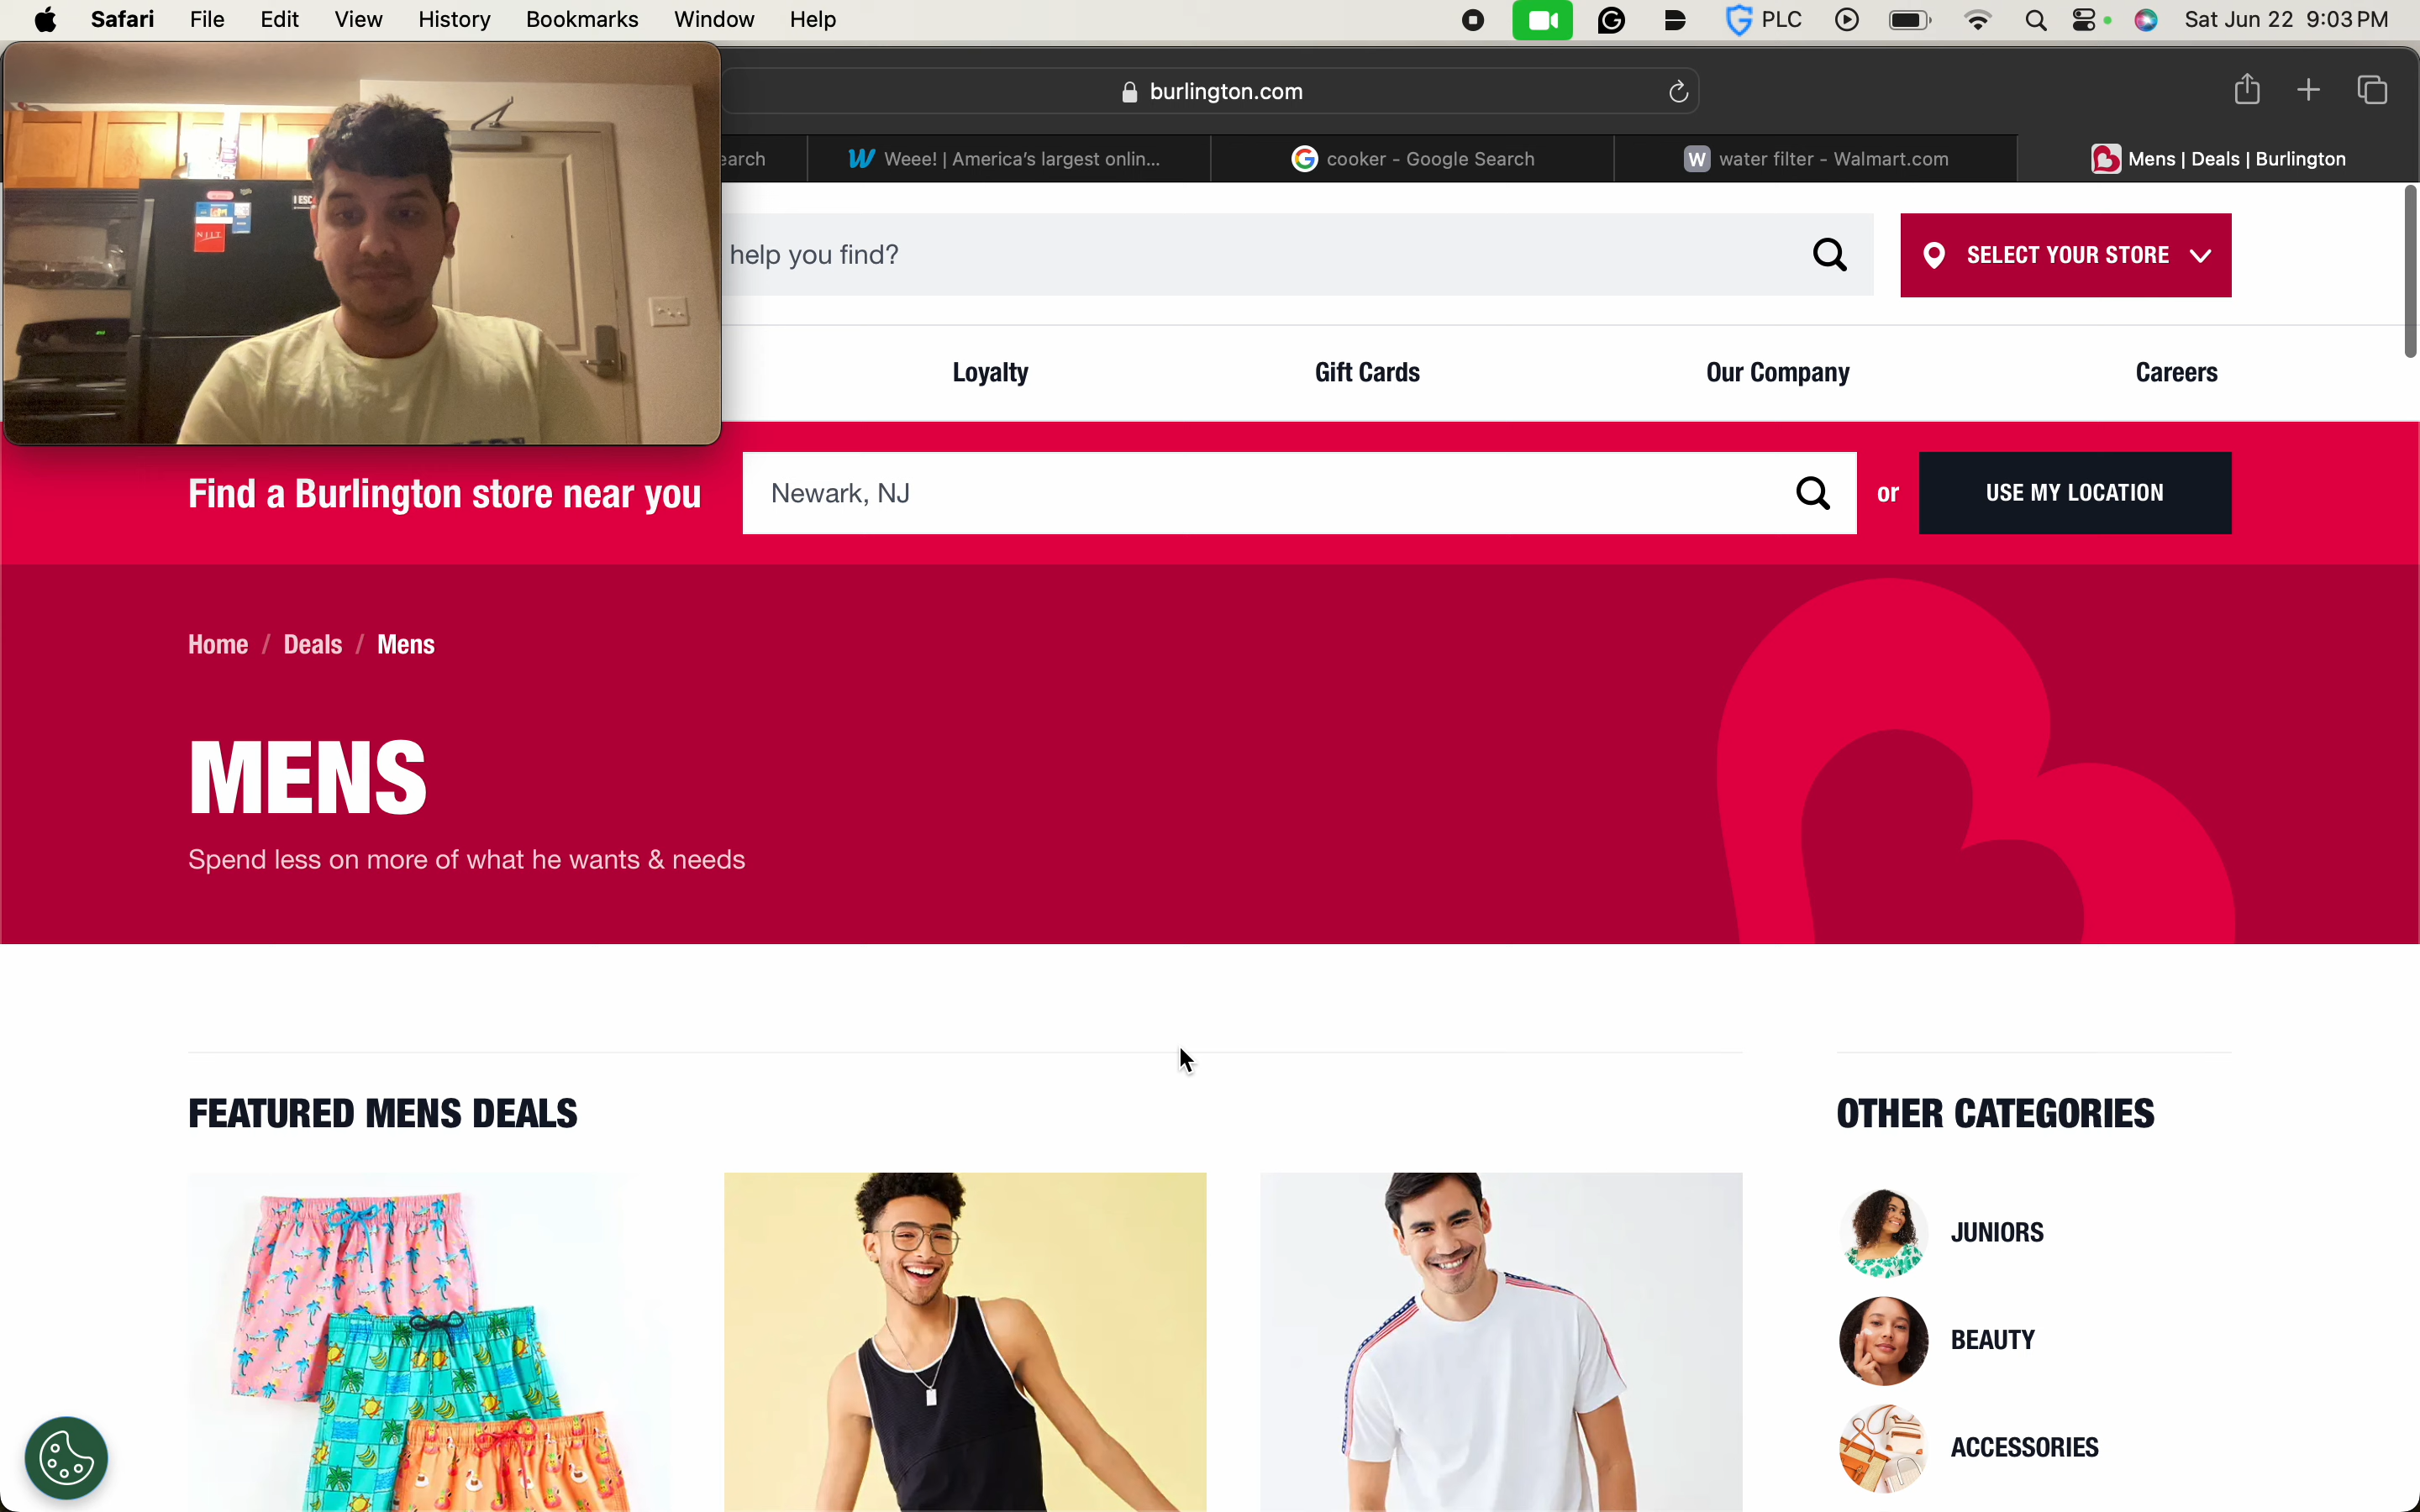 Safari File Edit View History Bookmarks Window Help PLC Sat Jun 22 9:03 PM
burlington.com
earch Weee! | America's largest onlin... cooker - Google Search W water filter - Walmart.com Mens | Deals | Burlington
help you find? SELECT YOUR STORE
Loyalty Gift Cards Our Company Careers
I ESC
NJIT
Find a Burlington store near you Newark, NJ or USE MY LOCATION
Home / Deals / Mens
MENS
Spend less on more of what he wants & needs
FEATURED MENS DEALS OTHER CATEGORIES
JUNIORS
BEAUTY
ACCESSORIES